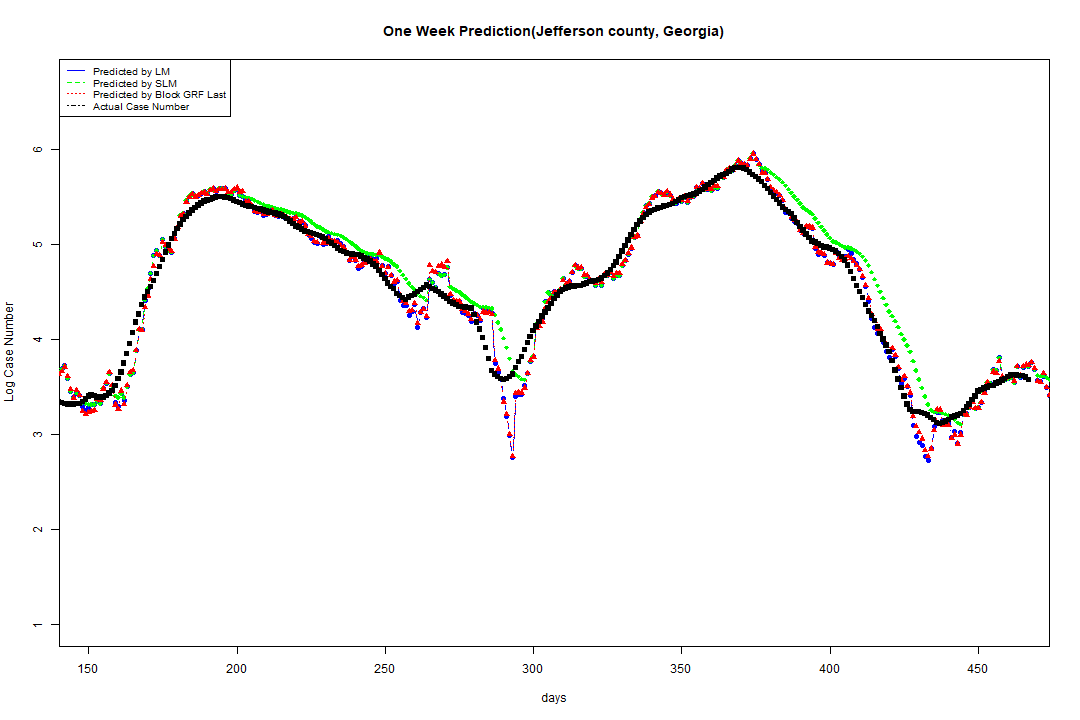 One Week Prediction(Jefferson county, Georgia)
Predicted by LM
Predicted by SLM
Predicted by Block GRF Last
Actual Case Number
Log Case Number
6
5
4
3
2
1
150 200 250 300 350 400 450
days